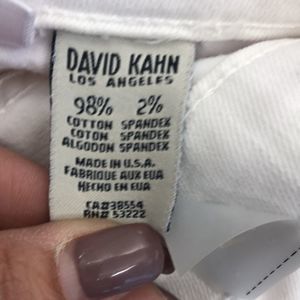 DAVID KAHN
LOS ANGELES
98% 2%
COTTON SPANDEX
COTON SPANDEX
ALGODON SPANDEX
MADE IN U.S.A.
FABRIQUE AUX EUA
HECHO EN EUA
CA#38554
RN# 53222